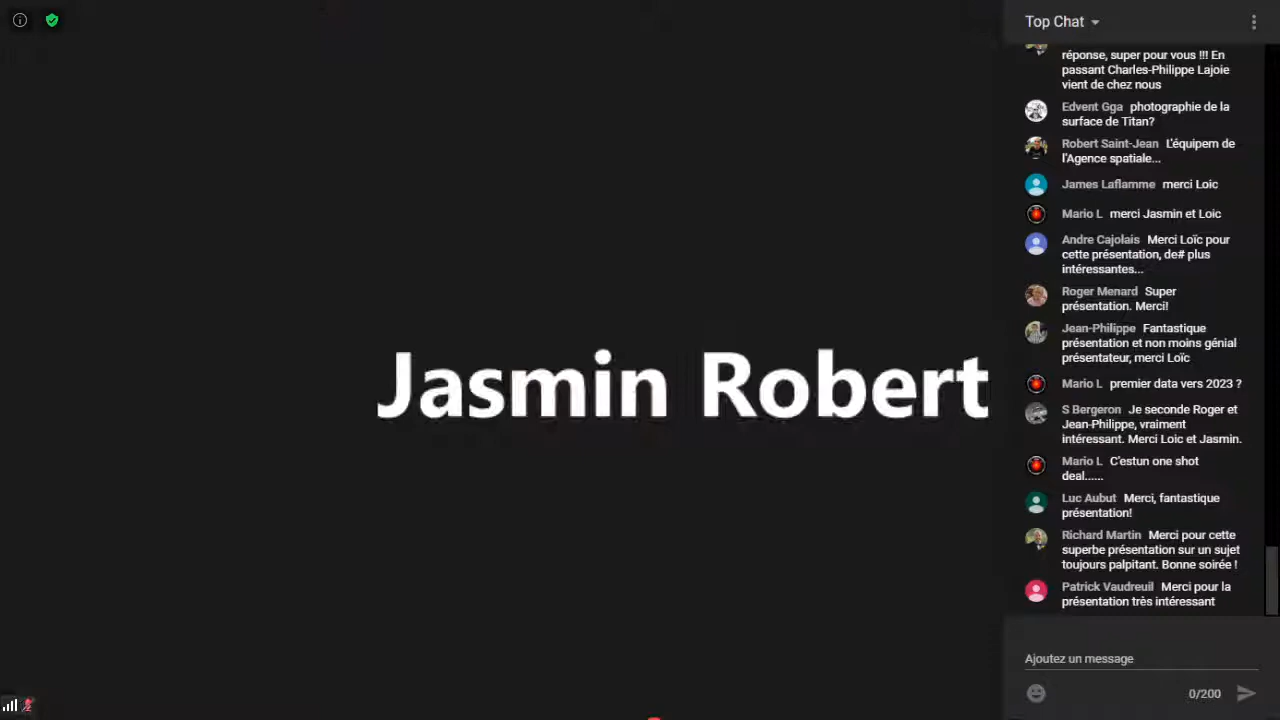 Top Chat
réponse, super pour vous !!! En
passant Charles-Philippe Lajoie
vient de chez nous
Edvent Gga photographie de la
surface de Titan?
Robert Saint-Jean L'équipem de
l'Agence spatiale...
James Laflamme merci Loic
Mario L merci Jasmin et Loic
Andre Cajolais Merci Loïc pour
cette présentation, de# plus
intéressantes...
Roger Menard Super
présentation. Merci!
Jean-Philippe Fantastique
présentation et non moins génial
présentateur, merci Loïc
Jasmin Robert
Mario L premier data vers 2023 ?
S Bergeron Je seconde Roger et
Jean-Philippe, vraiment
intéressant. Merci Loic et Jasmin.
Mario L C'estun one shot
deal......
Luc Aubut Merci, fantastique
présentation!
Richard Martin Merci pour cette
superbe présentation sur un sujet
toujours palpitant. Bonne soirée !
Patrick Vaudreuil Merci pour la
présentation très intéressant
Ajoutez un message
0/200